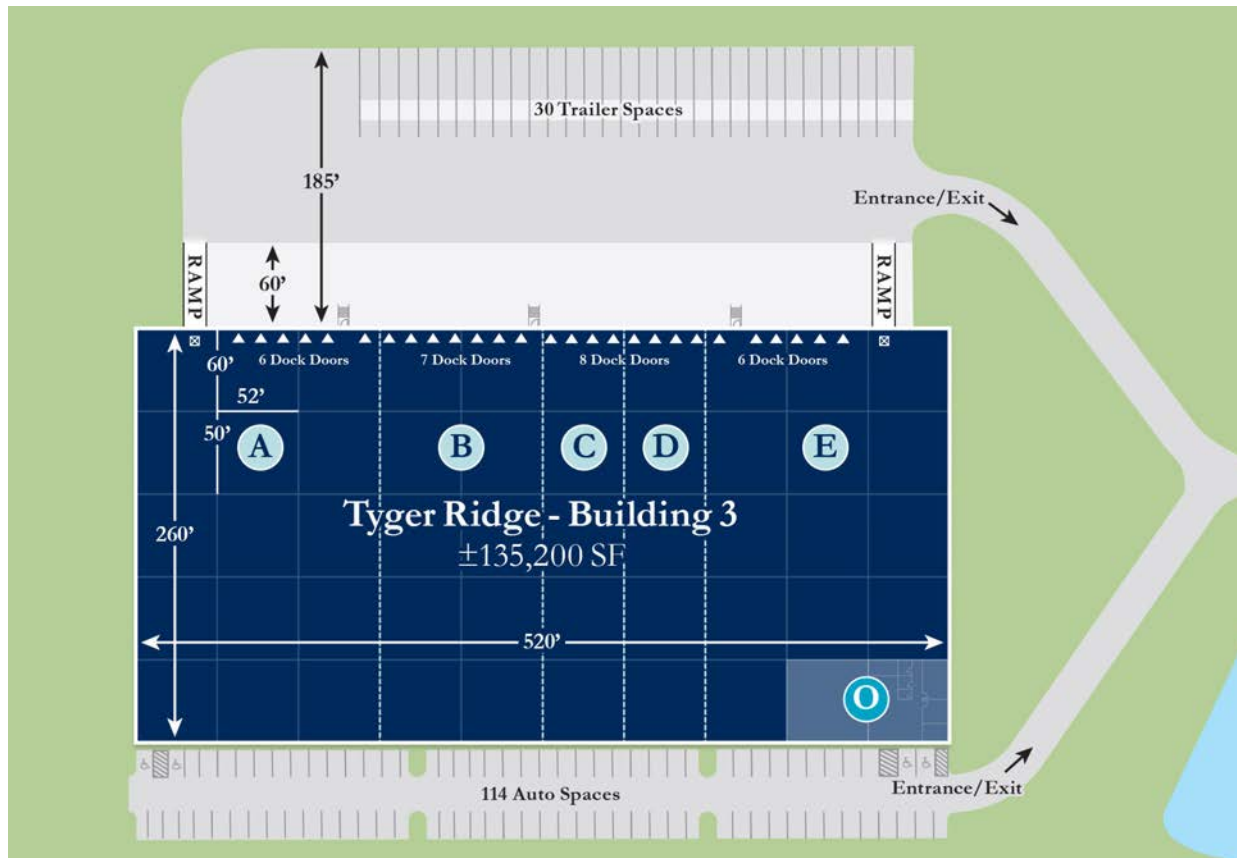 30 Trailer Spaces
185’
Entrance/Exit
RAMP
60’
RAMP
6 Dock Doors
7 Dock Doors
8 Dock Doors
6 Dock Doors
60’
52’
50’
A
B
C
D
E
Tyger Ridge - Building 3
±135,200 SF
260’
520’
O
114 Auto Spaces
Entrance/Exit